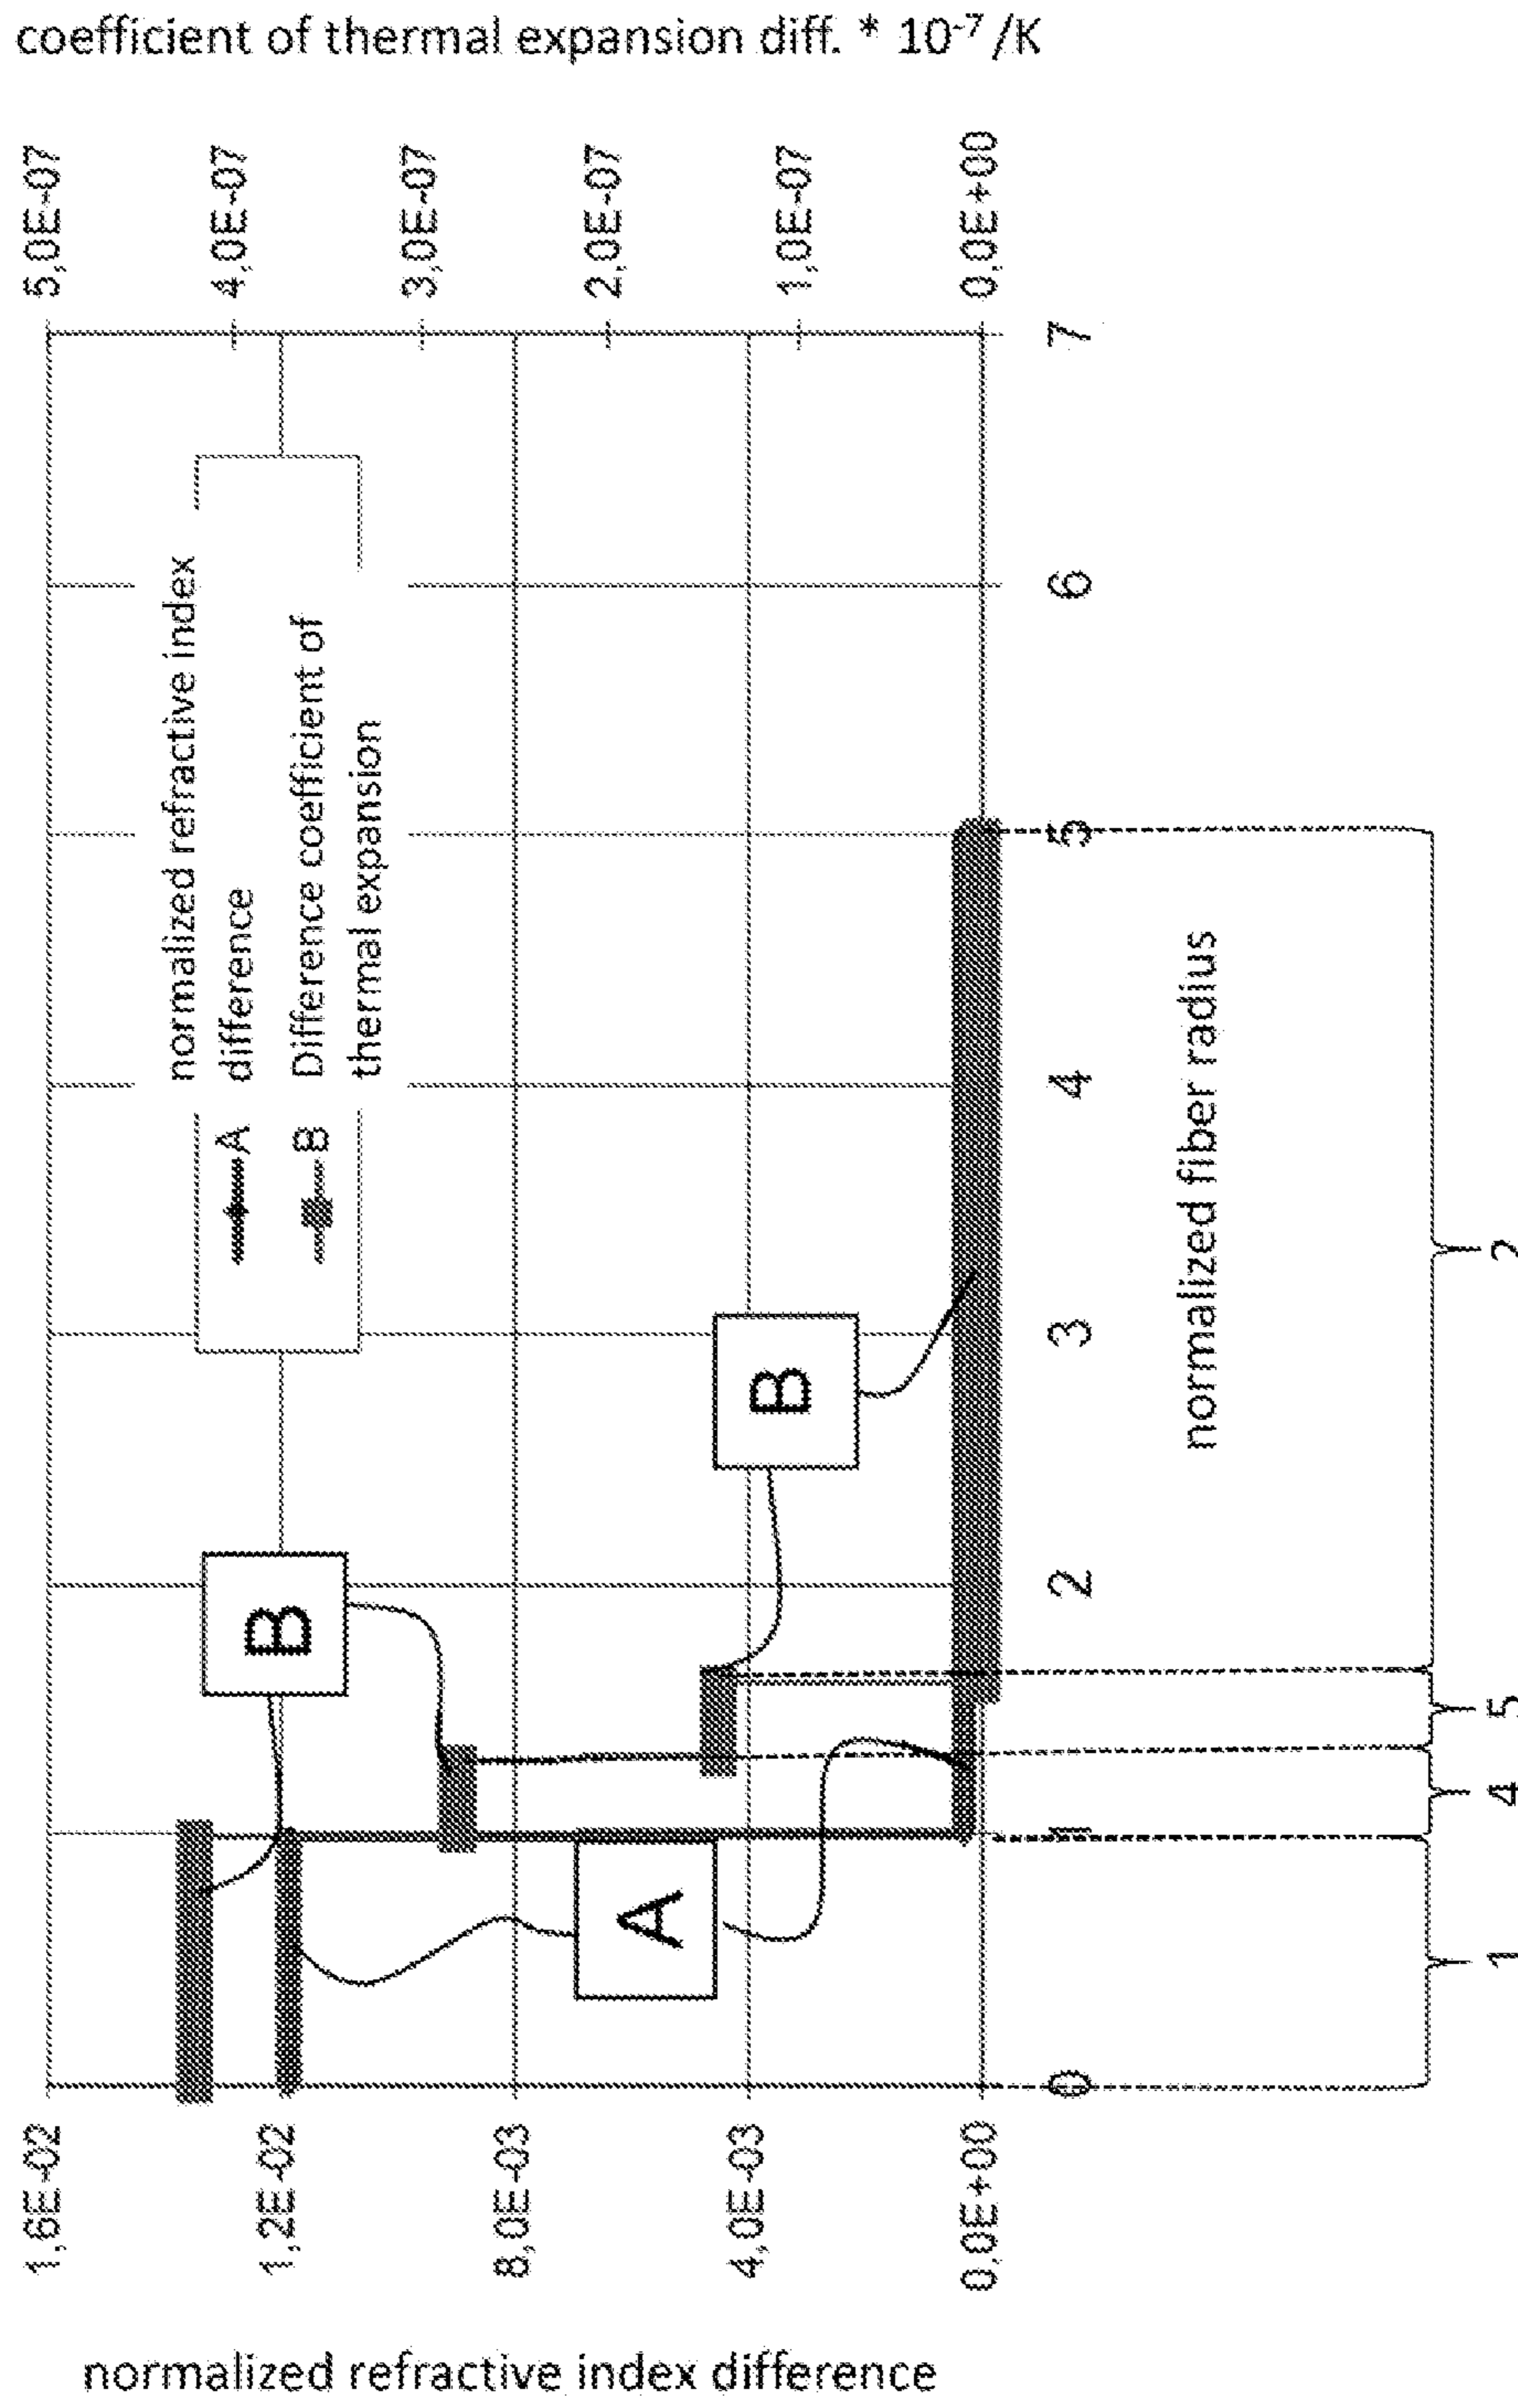 coefficient of thermal expansion diff. * 10⁻⁷ /K
5,0E-07
4,0E-07
3,0E-07
2,0E-07
1,0E-07
0,0E+00
normalized refractive index
A difference
B Difference coefficient of
thermal expansion
B
B
A
0
1
2
3
4
5
6
7
normalized fiber radius
1
4
5
2
1,6E-02
1,2E-02
8,0E-03
4,0E-03
0,0E+00
normalized refractive index difference